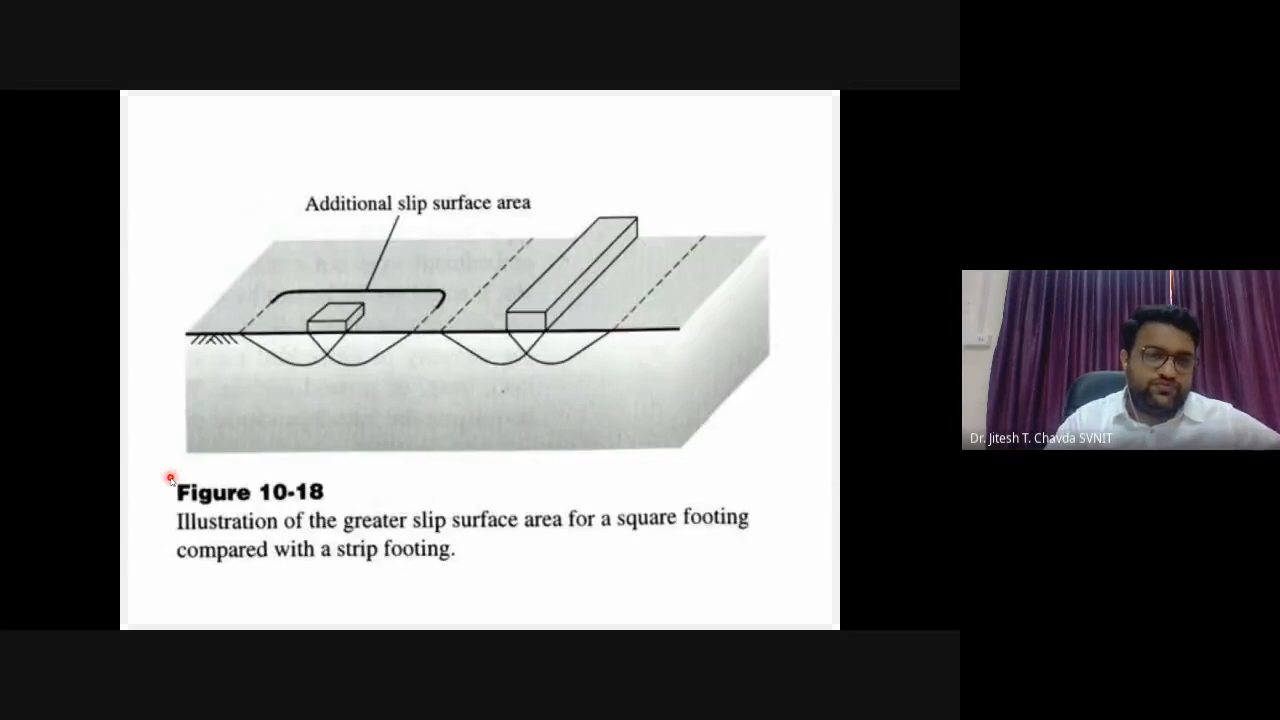 Additional slip surface area
Figure 10-18
Illustration of the greater slip surface area for a square footing
compared with a strip footing.
Dr. Jitesh T. Chavda SVNIT